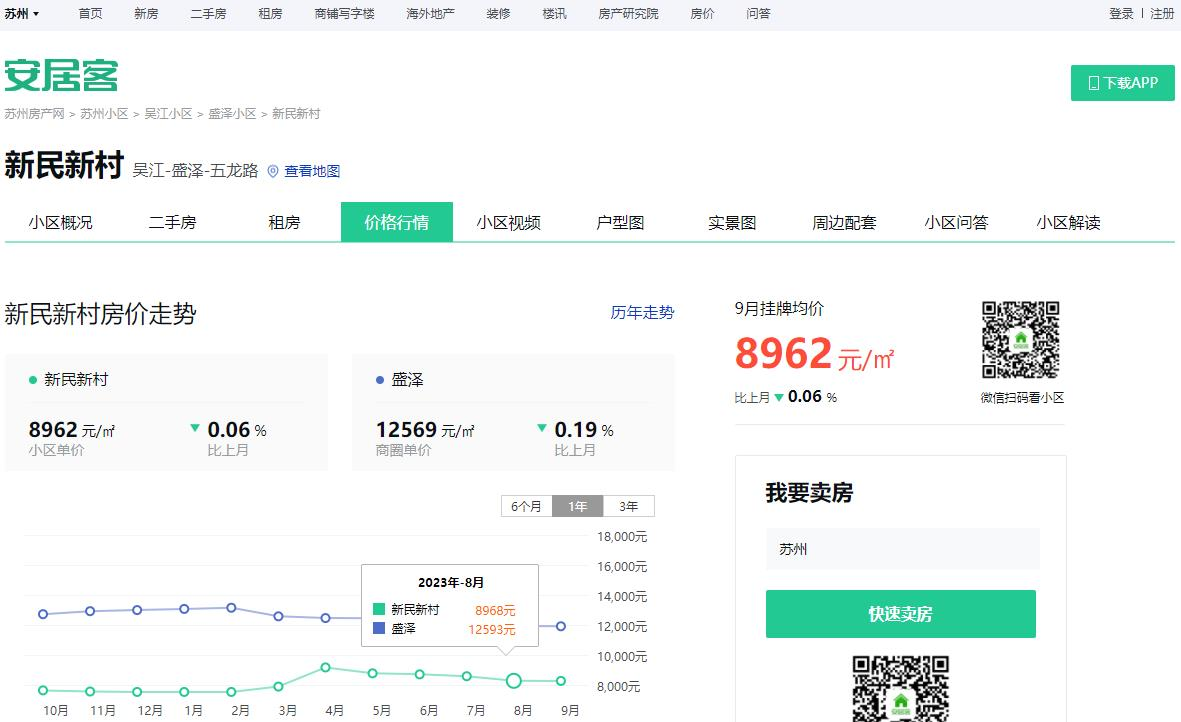 苏州 首页 新房 二手房 租房 商铺写字楼 海外地产 装修 楼讯 房产研究院 房价 问答 登录 | 注册
安居客
下载APP
苏州房产网 > 苏州小区 > 吴江小区 > 盛泽小区 > 新民新村
新民新村 吴江-盛泽-五龙路 查看地图
小区概况 二手房 租房 价格行情 小区视频 户型图 实景图 周边配套 小区问答 小区解读
新民新村房价走势 历年走势
新民新村
8962 元/㎡ 0.06 %
小区单价 比上月
盛泽
12569 元/㎡ 0.19 %
商圈单价 比上月
6个月 1年 3年
18,000元
16,000元
14,000元
12,000元
10,000元
8,000元
2023年-8月
新民新村 8968元
盛泽 12593元
10月 11月 12月 1月 2月 3月 4月 5月 6月 7月 8月 9月
9月挂牌均价
8962 元/㎡
比上月 0.06 %
微信扫码看小区
我要卖房
苏州
快速卖房